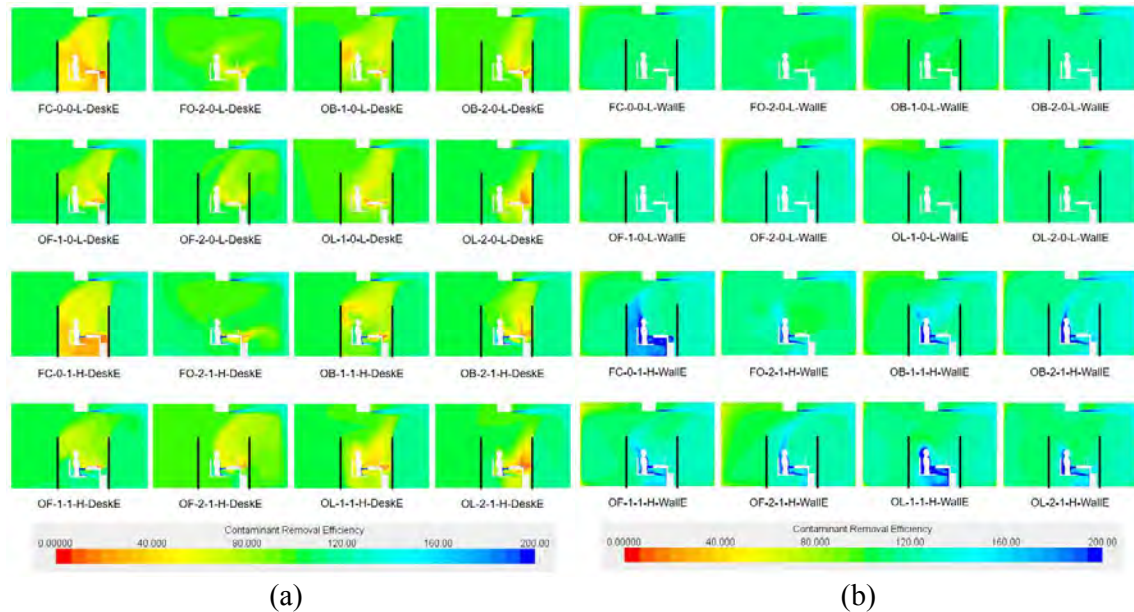 FC-0-0-L-DeskE FO-2-0-L-DeskE OB-1-0-L-DeskE OB-2-0-L-DeskE FC-0-0-L-WallE FO-2-0-L-WallE OB-1-0-L-WallE OB-2-0-L-WallE
OF-1-0-L-DeskE OF-2-0-L-DeskE OL-1-0-L-DeskE OL-2-0-L-DeskE OF-1-0-L-WallE OF-2-0-L-WallE OL-1-0-L-WallE OL-2-0-L-WallE
FC-0-1-H-DeskE FO-2-1-H-DeskE OB-1-1-H-DeskE OB-2-1-H-DeskE FC-0-1-H-WallE FO-2-1-H-WallE OB-1-1-H-WallE OB-2-1-H-WallE
OF-1-1-H-DeskE OF-2-1-H-DeskE OL-1-1-H-DeskE OL-2-1-H-DeskE OF-1-1-H-WallE OF-2-1-H-WallE OL-1-1-H-WallE OL-2-1-H-WallE
Contaminant Removal Efficiency Contaminant Removal Efficiency
0.00000 40.000 80.000 120.00 160.00 200.00 0.00000 40.000 80.000 120.00 160.00 200.00
(a) (b)